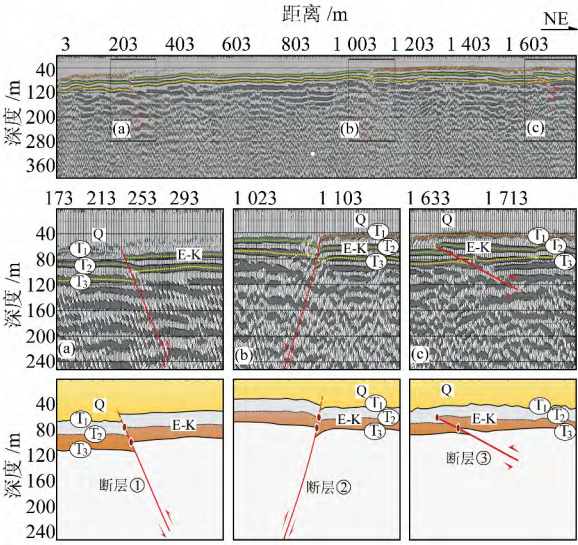 距离 /m
NE
3 203 403 603 803 1 003 1 203 1 403 1 603
深度 /m
40
120
200
280
360
(a) (b) (c)
173 213 253 293 1 023 1 103 1 633 1 713
深度 /m
40
80
120
160
200
240
Q T1 T2 T3 E-K (a)
Q T1 T2 T3 E-K (b)
Q T1 T2 T3 E-K (c)
深度 /m
40
80
120
160
200
240
Q T1 T2 T3 E-K 断层①
Q T1 T2 T3 E-K 断层②
Q T1 T2 T3 E-K 断层③